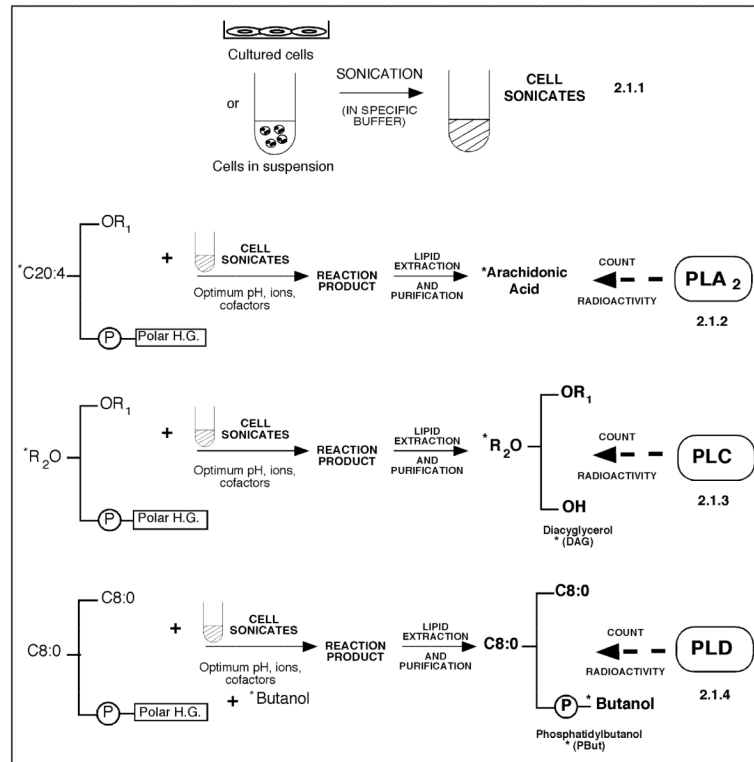 Cultured cells
or
Cells in suspension
SONICATION
(IN SPECIFIC
BUFFER)
CELL
SONICATES
2.1.1
OR1
*C20:4
P
Polar H.G.
+
CELL
SONICATES
Optimum pH, ions,
cofactors
REACTION
PRODUCT
LIPID
EXTRACTION
AND
PURIFICATION
*Arachidonic
Acid
COUNT
RADIOACTIVITY
PLA 2
2.1.2
OR1
*R2O
P
Polar H.G.
+
CELL
SONICATES
Optimum pH, ions,
cofactors
REACTION
PRODUCT
LIPID
EXTRACTION
AND
PURIFICATION
OR1
*R2O
OH
Diacyglycerol
* (DAG)
COUNT
RADIOACTIVITY
PLC
2.1.3
C8:0
C8:0
P
Polar H.G.
+
CELL
SONICATES
Optimum pH, ions,
cofactors
+ *Butanol
REACTION
PRODUCT
LIPID
EXTRACTION
AND
PURIFICATION
C8:0
C8:0
P
* Butanol
Phosphatidylbutanol
* (PBut)
COUNT
RADIOACTIVITY
PLD
2.1.4